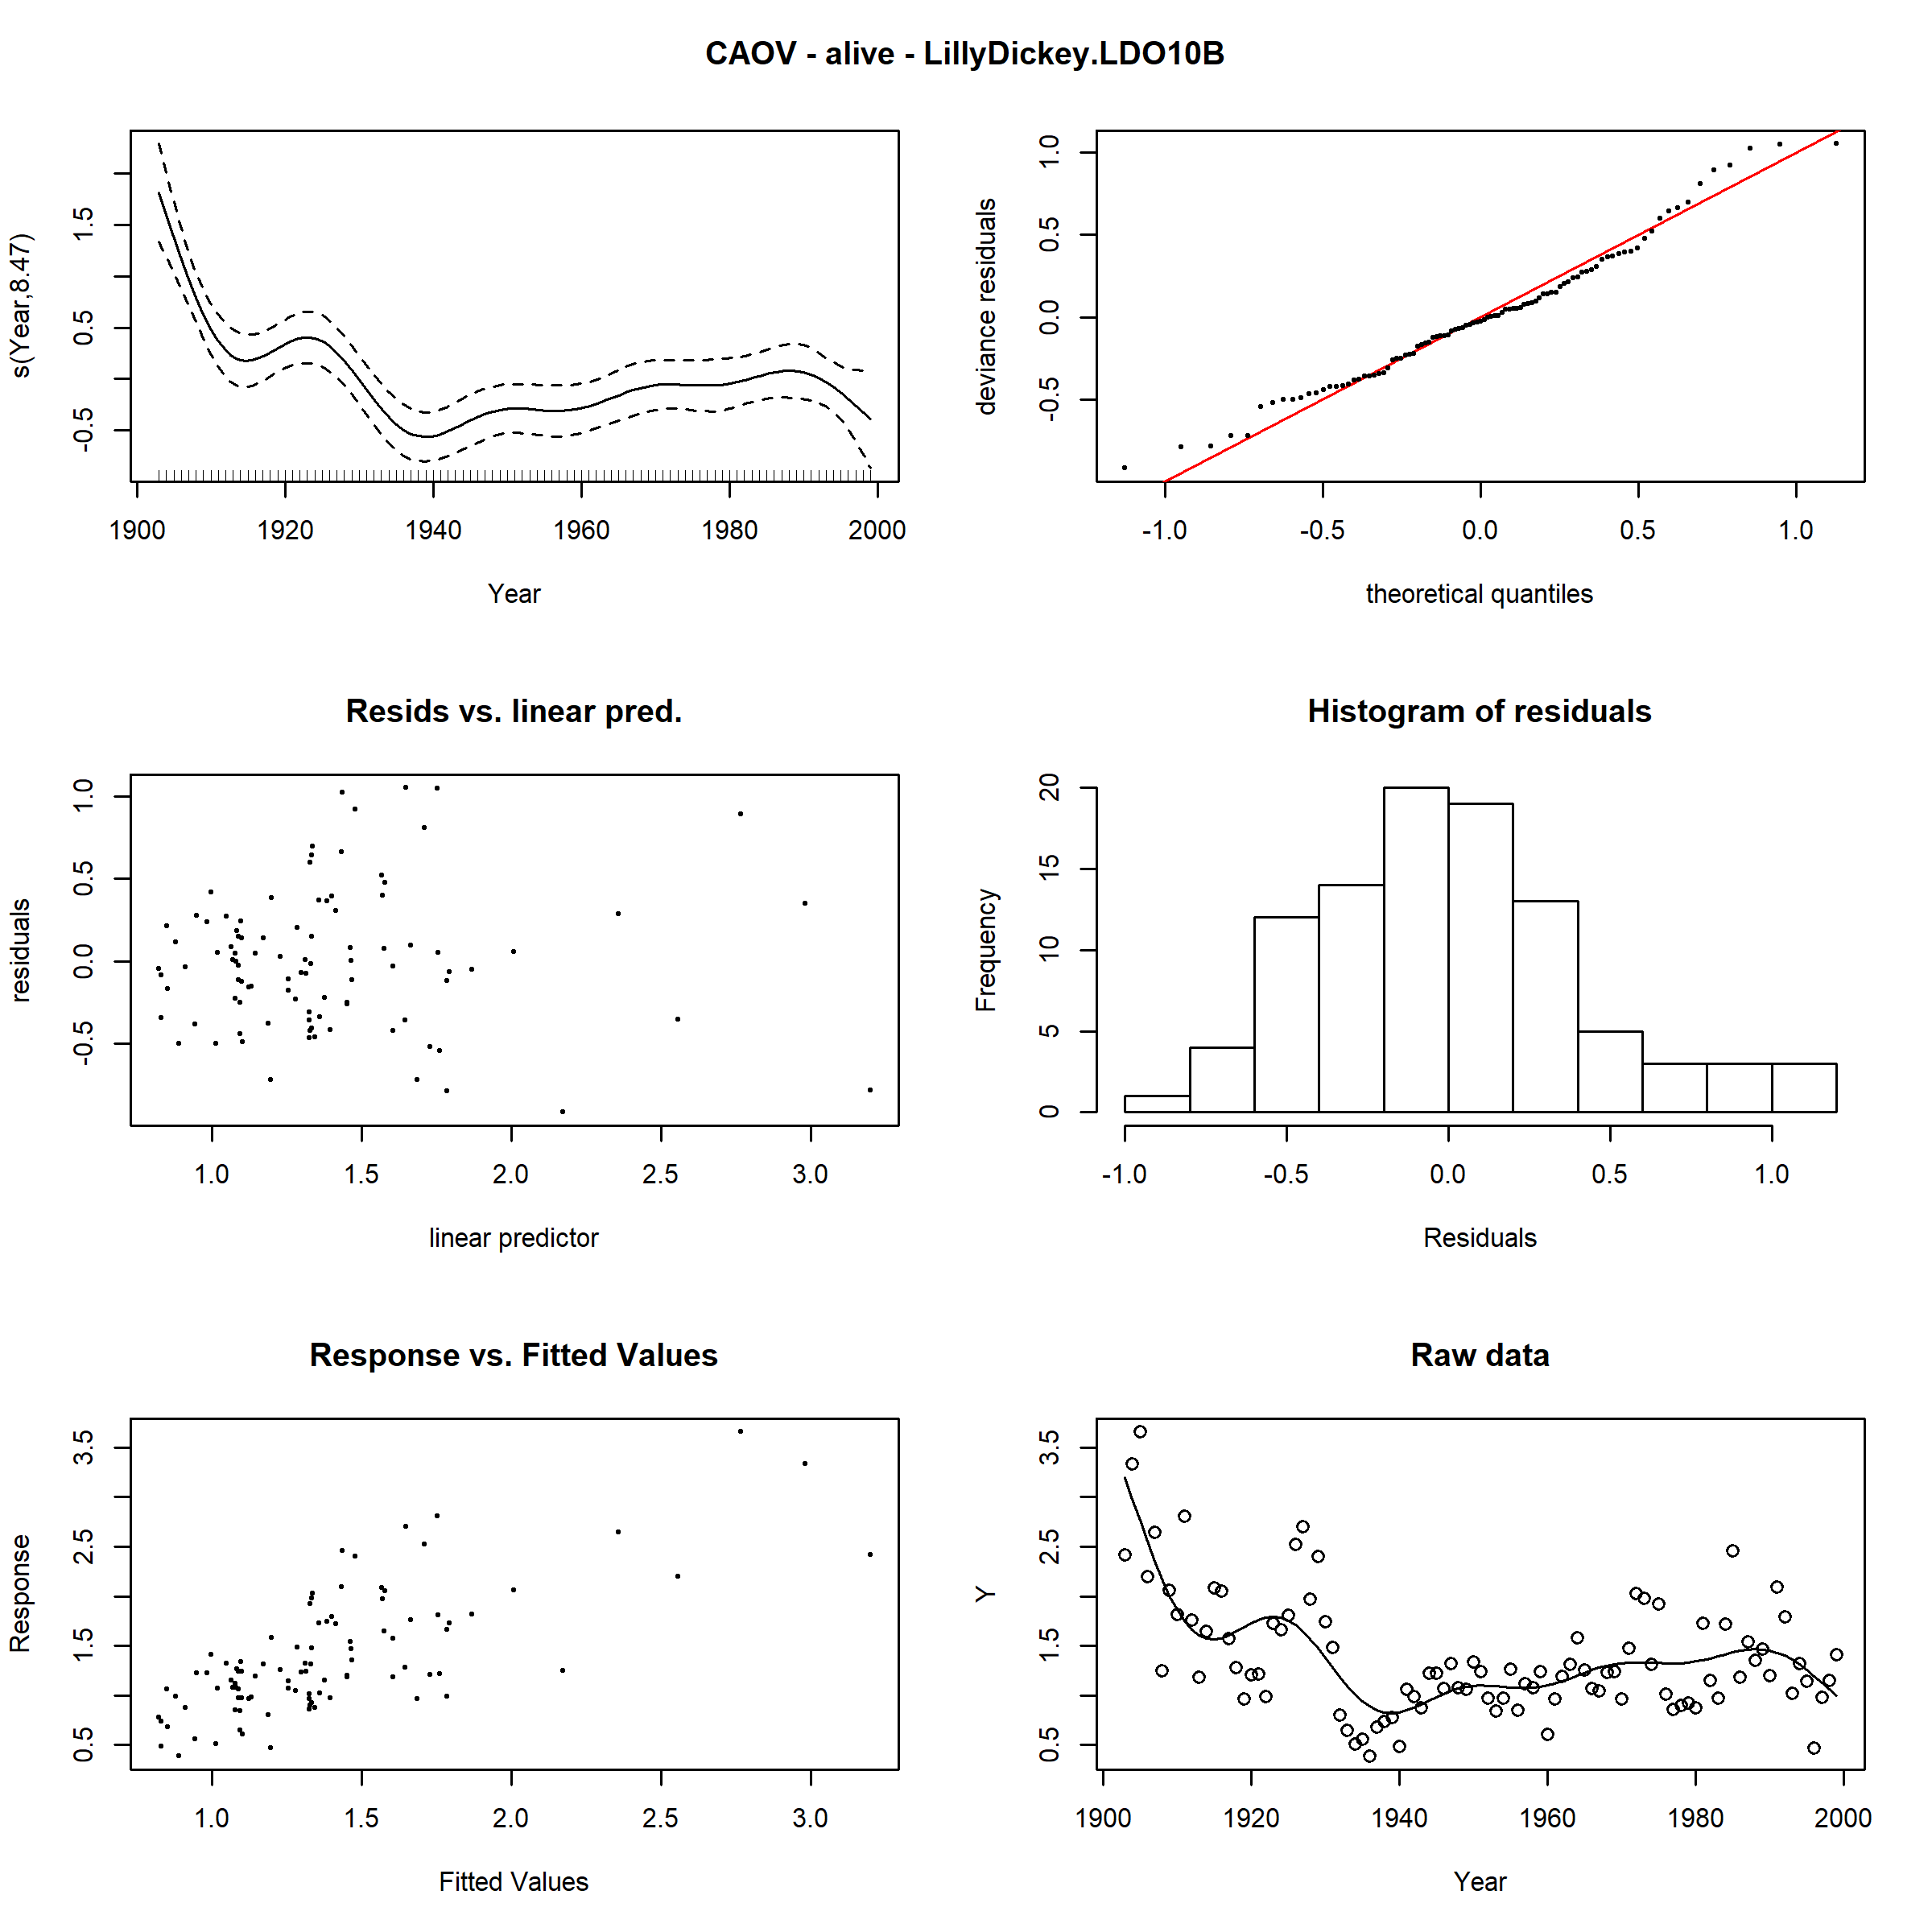 CAOV - alive - LillyDickey.LDO10B
s(Year,8.47)
1.5
0.5
-0.5
1900 1920 1940 1960 1980 2000
Year
deviance residuals
1.0
0.5
0.0
-0.5
-1.0 -0.5 0.0 0.5 1.0
theoretical quantiles
Resids vs. linear pred.
residuals
1.0
0.5
0.0
-0.5
1.0 1.5 2.0 2.5 3.0
linear predictor
Histogram of residuals
Frequency
20
15
10
5
0
-1.0 -0.5 0.0 0.5 1.0
Residuals
Response vs. Fitted Values
Response
3.5
2.5
1.5
0.5
1.0 1.5 2.0 2.5 3.0
Fitted Values
Raw data
Y
3.5
2.5
1.5
0.5
1900 1920 1940 1960 1980 2000
Year